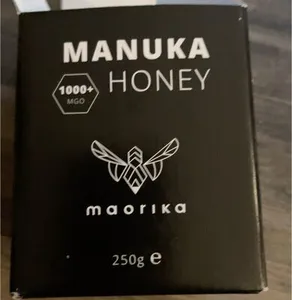 MANUKA
1000+
MGO
HONEY
maorika
250g e